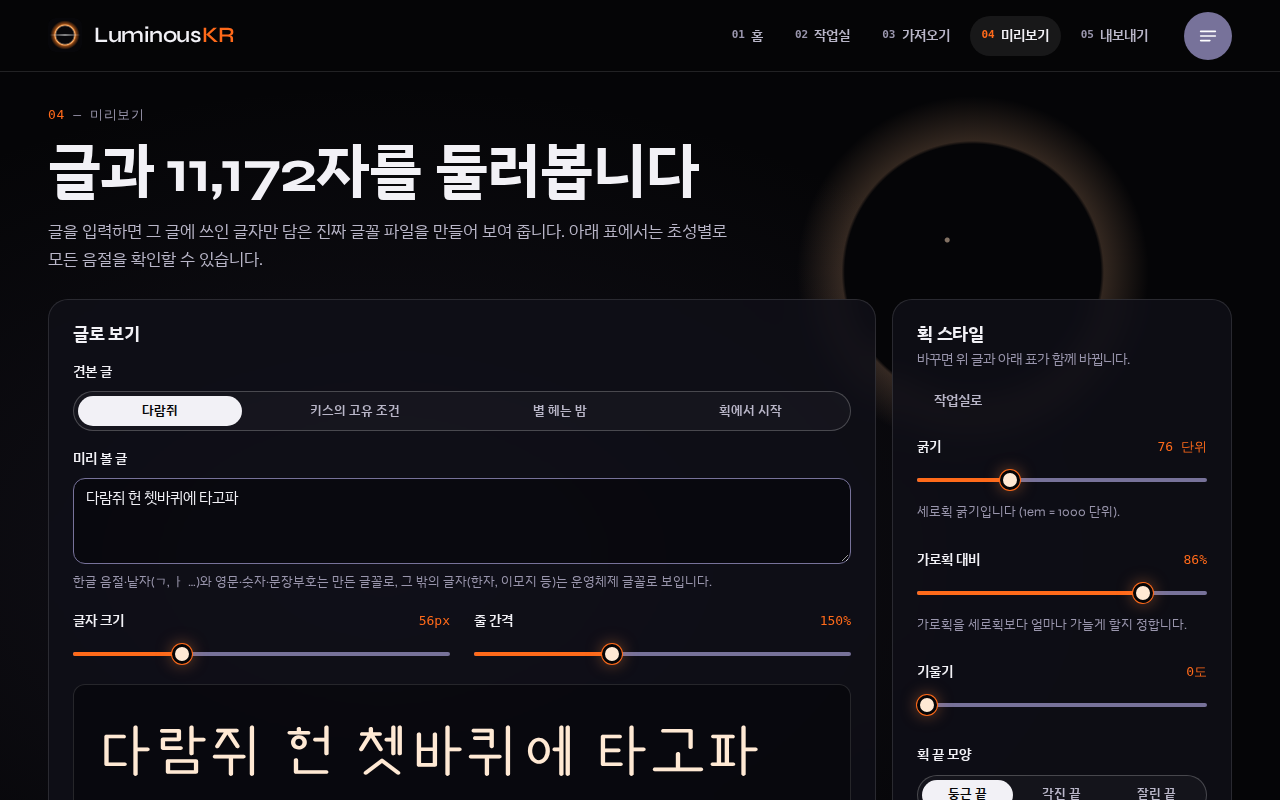 LuminousKR
01 홈
02 작업실
03 가져오기
04 미리보기
05 내보내기
04 — 미리보기
글과 11,172자를 둘러봅니다
글을 입력하면 그 글에 쓰인 글자만 담은 진짜 글꼴 파일을 만들어 보여 줍니다. 아래 표에서는 초성별로
모든 음절을 확인할 수 있습니다.
글로 보기
견본 글
다람쥐
키스의 고유 조건
별 헤는 밤
획에서 시작
미리 볼 글
다람쥐 헌 쳇바퀴에 타고파
한글 음절·낱자(ㄱ, ㅏ …)와 영문·숫자·문장부호는 만든 글꼴로, 그 밖의 글자(한자, 이모지 등)는 운영체제 글꼴로 보입니다.
글자 크기 56px
줄 간격 150%
다람쥐 헌 쳇바퀴에 타고파
획 스타일
바꾸면 위 글과 아래 표가 함께 바뀝니다.
작업실로
굵기 76 단위
세로획 굵기입니다 (1em = 1000 단위).
가로획 대비 86%
가로획을 세로획보다 얼마나 가늘게 할지 정합니다.
기울기 0도
획 끝 모양
둥근 끝
각진 끝
잘린 끝